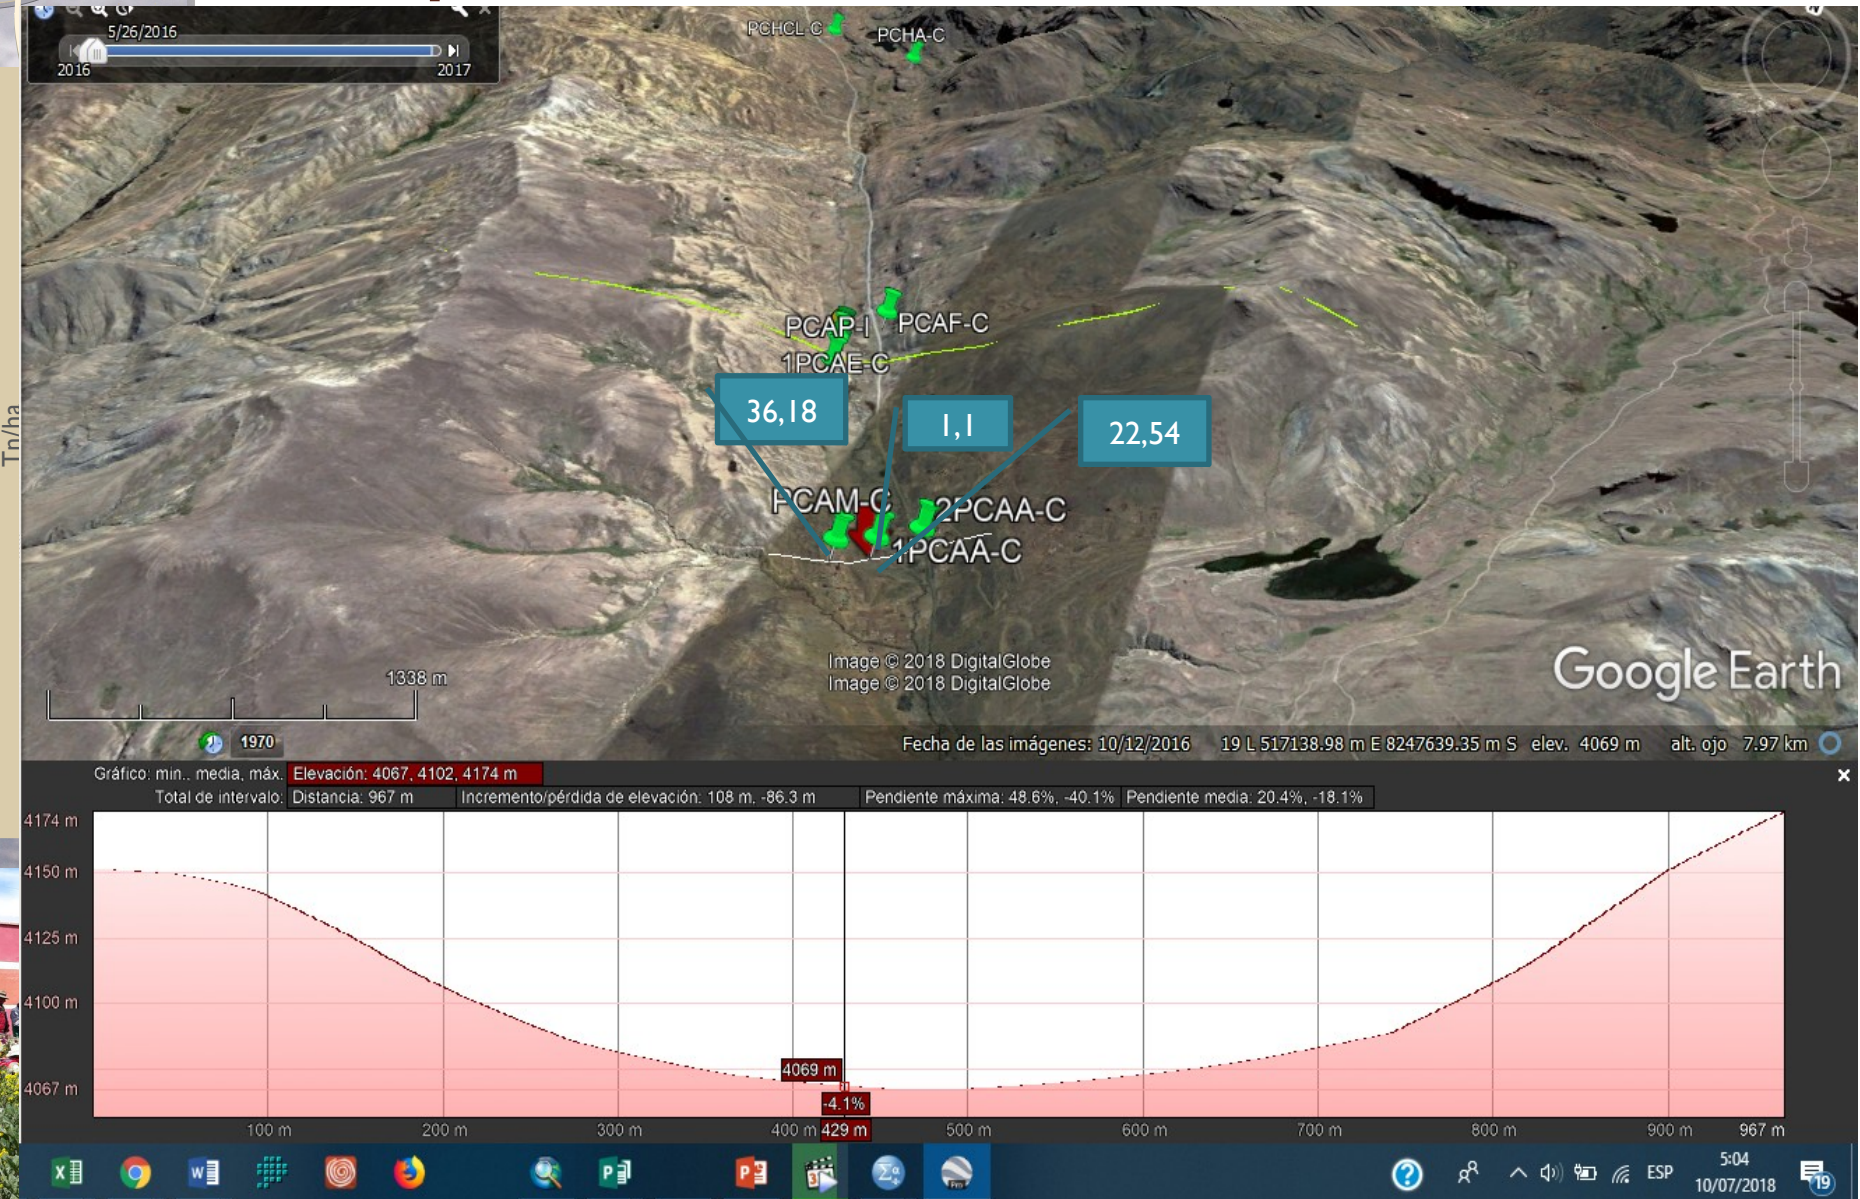 5/26/2016
2016
2017
PCHCL-C
PCHA-C
Tn/ha
PCAP-I
PCAF-C
1PCAE-C
36,18
1,1
22,54
PCAM-C
2PCAA-C
1PCAA-C
Image © 2018 DigitalGlobe
Image © 2018 DigitalGlobe
Google Earth
1338 m
1970
Fecha de las imágenes: 10/12/2016 19 L 517138.98 m E 8247639.35 m S elev. 4069 m alt. ojo 7.97 km
Gráfico: min., media, máx. Elevación: 4067, 4102, 4174 m
Total de intervalo: Distancia: 967 m Incremento/pérdida de elevación: 108 m, -86.3 m Pendiente máxima: 48.6%, -40.1% Pendiente media: 20.4%, -18.1%
4174 m
4150 m
4125 m
4100 m
4067 m
4069 m
-4.1%
100 m 200 m 300 m 400 m 429 m 500 m 600 m 700 m 800 m 900 m 967 m
ESP
5:04
10/07/2018
19